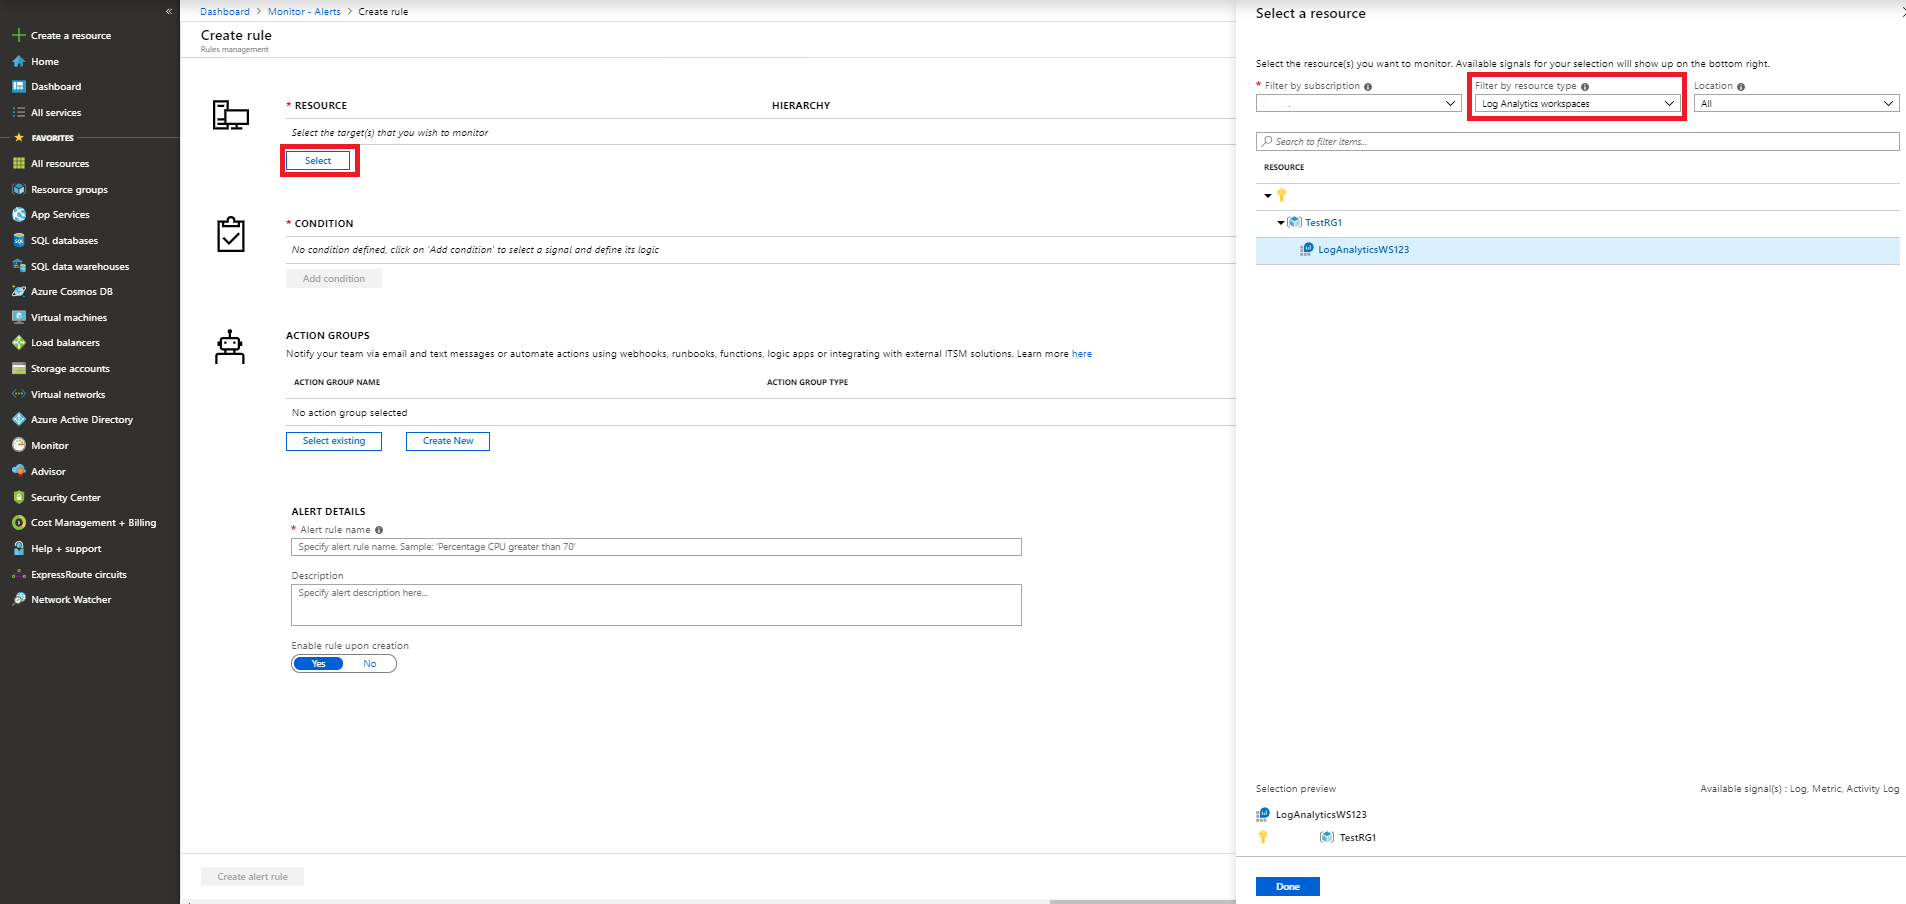 «
Create a resource
Home
Dashboard
All services
FAVORITES
All resources
Resource groups
App Services
SQL databases
SQL data warehouses
Azure Cosmos DB
Virtual machines
Load balancers
Storage accounts
Virtual networks
Azure Active Directory
Monitor
Advisor
Security Center
Cost Management + Billing
Help + support
ExpressRoute circuits
Network Watcher
Dashboard > Monitor - Alerts > Create rule
Create rule
Rules management
* RESOURCE HIERARCHY
Select the target(s) that you wish to monitor
Select
* CONDITION
No condition defined, click on 'Add condition' to select a signal and define its logic
Add condition
ACTION GROUPS
Notify your team via email and text messages or automate actions using webhooks, runbooks, functions, logic apps or integrating with external ITSM solutions. Learn more here
ACTION GROUP NAME ACTION GROUP TYPE
No action group selected
Select existing Create New
ALERT DETAILS
* Alert rule name
Specify alert rule name. Sample: 'Percentage CPU greater than 70'
Description
Specify alert description here...
Enable rule upon creation
Yes No
Create alert rule
Select a resource
Select the resource(s) you want to monitor. Available signals for your selection will show up on the bottom right.
* Filter by subscription Filter by resource type Location
Log Analytics workspaces All
Search to filter items...
RESOURCE
TestRG1
LogAnalyticsWS123
Selection preview Available signal(s) : Log, Metric, Activity Log
LogAnalyticsWS123
TestRG1
Done